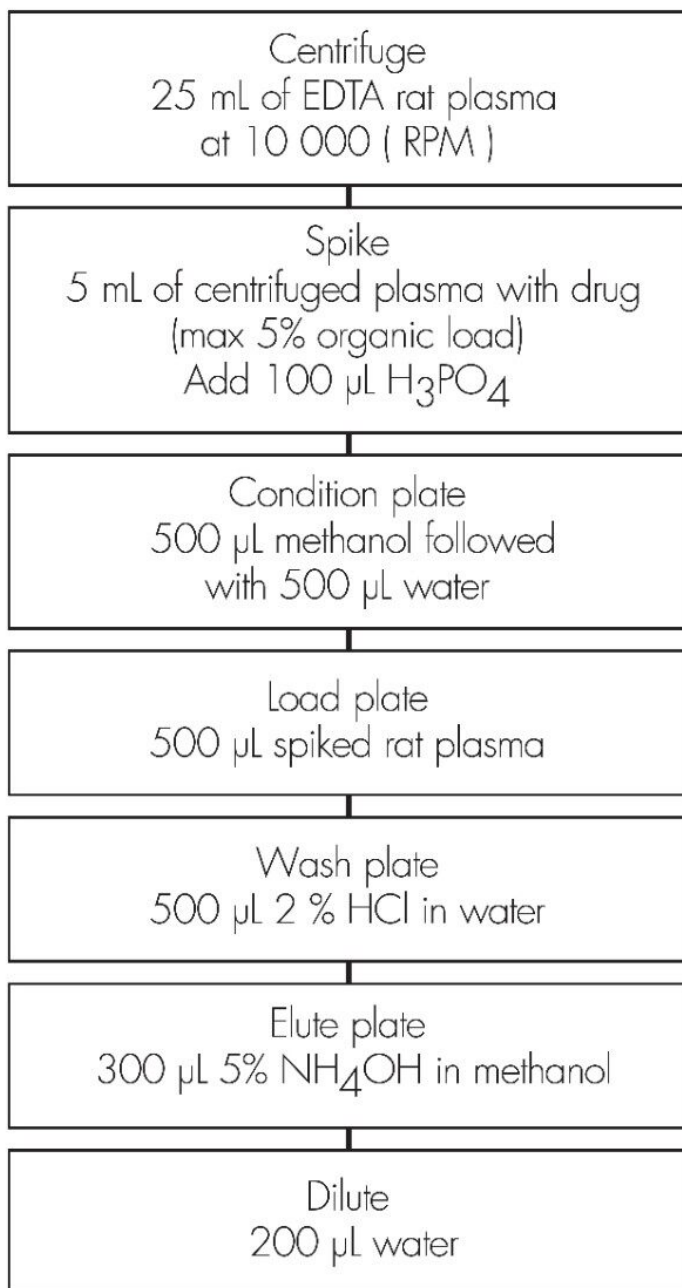 Centrifuge
25 mL of EDTA rat plasma
at 10 000 ( RPM )
Spike
5 mL of centrifuged plasma with drug
(max 5% organic load)
Add 100 µL H₃PO₄
Condition plate
500 µL methanol followed
with 500 µL water
Load plate
500 µL spiked rat plasma
Wash plate
500 µL 2 % HCl in water
Elute plate
300 µL 5% NH₄OH in methanol
Dilute
200 µL water